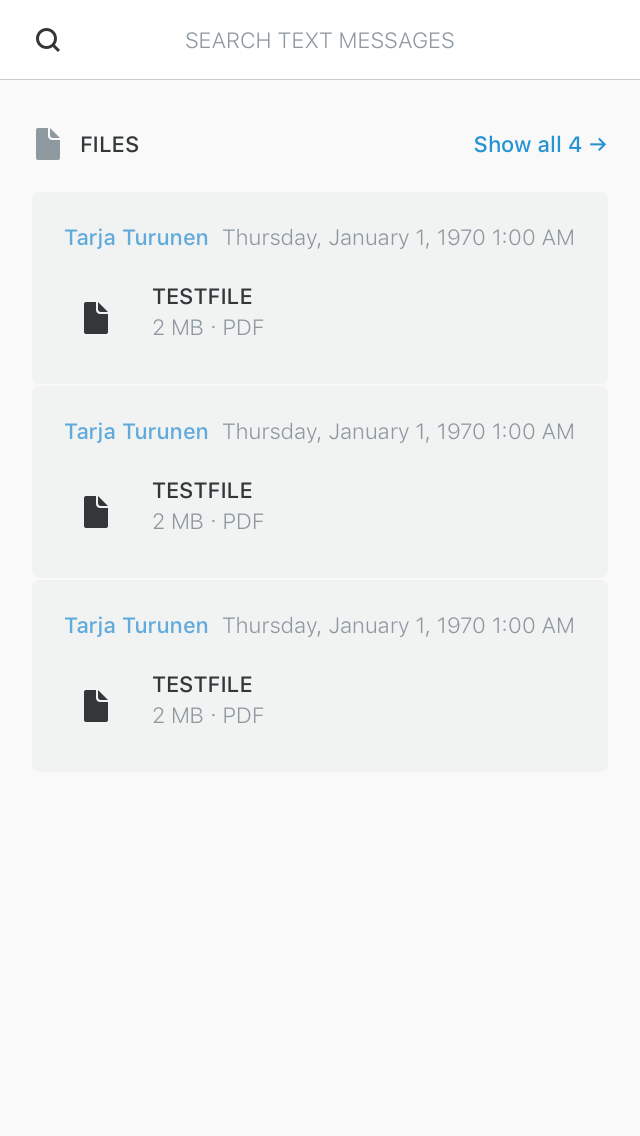 SEARCH TEXT MESSAGES
FILES Show all 4 →
Tarja Turunen Thursday, January 1, 1970 1:00 AM
TESTFILE
2 MB · PDF
Tarja Turunen Thursday, January 1, 1970 1:00 AM
TESTFILE
2 MB · PDF
Tarja Turunen Thursday, January 1, 1970 1:00 AM
TESTFILE
2 MB · PDF